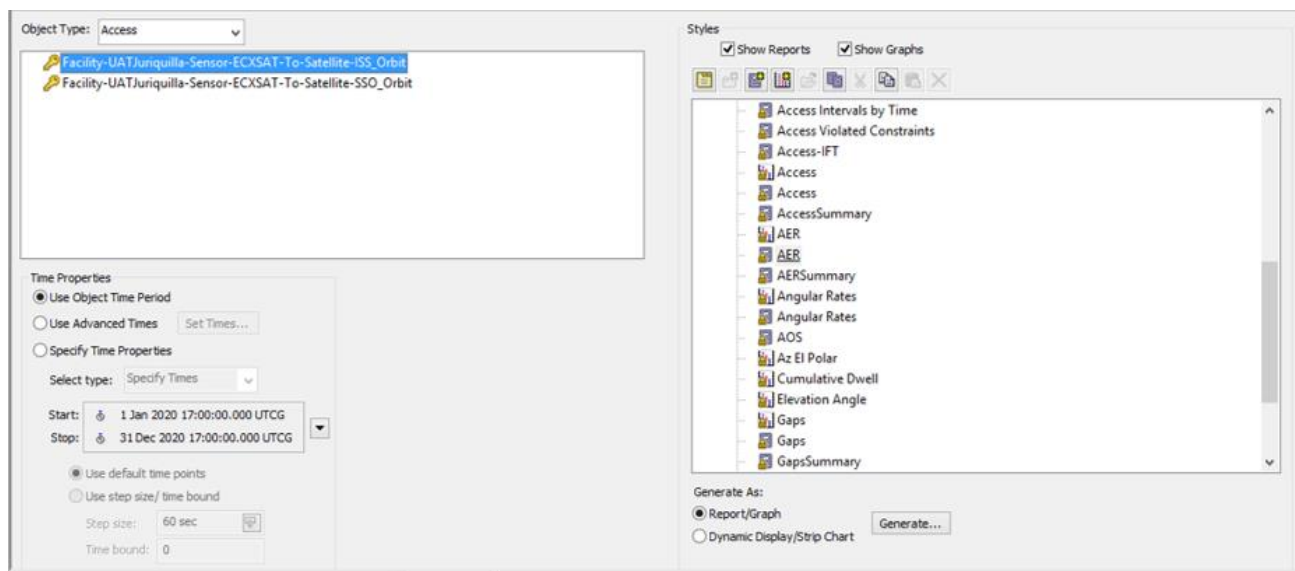 Object Type: Access
Facility-UATJuriquilla-Sensor-ECXSAT-To-Satellite-ISS_Orbit
Facility-UATJuriquilla-Sensor-ECXSAT-To-Satellite-SSO_Orbit
Time Properties
Use Object Time Period
Use Advanced Times Set Times...
Specify Time Properties
Select type: Specify Times
Start: 1 Jan 2020 17:00:00.000 UTCG
Stop: 31 Dec 2020 17:00:00.000 UTCG
Use default time points
Use step size/ time bound
Step size: 60 sec
Time bound: 0
Styles
Show Reports Show Graphs
Access Intervals by Time
Access Violated Constraints
Access-IFT
Access
Access
AccessSummary
AER
AER
AERSummary
Angular Rates
Angular Rates
AOS
Az El Polar
Cumulative Dwell
Elevation Angle
Gaps
Gaps
GapsSummary
Generate As:
Report/Graph
Generate...
Dynamic Display/Strip Chart